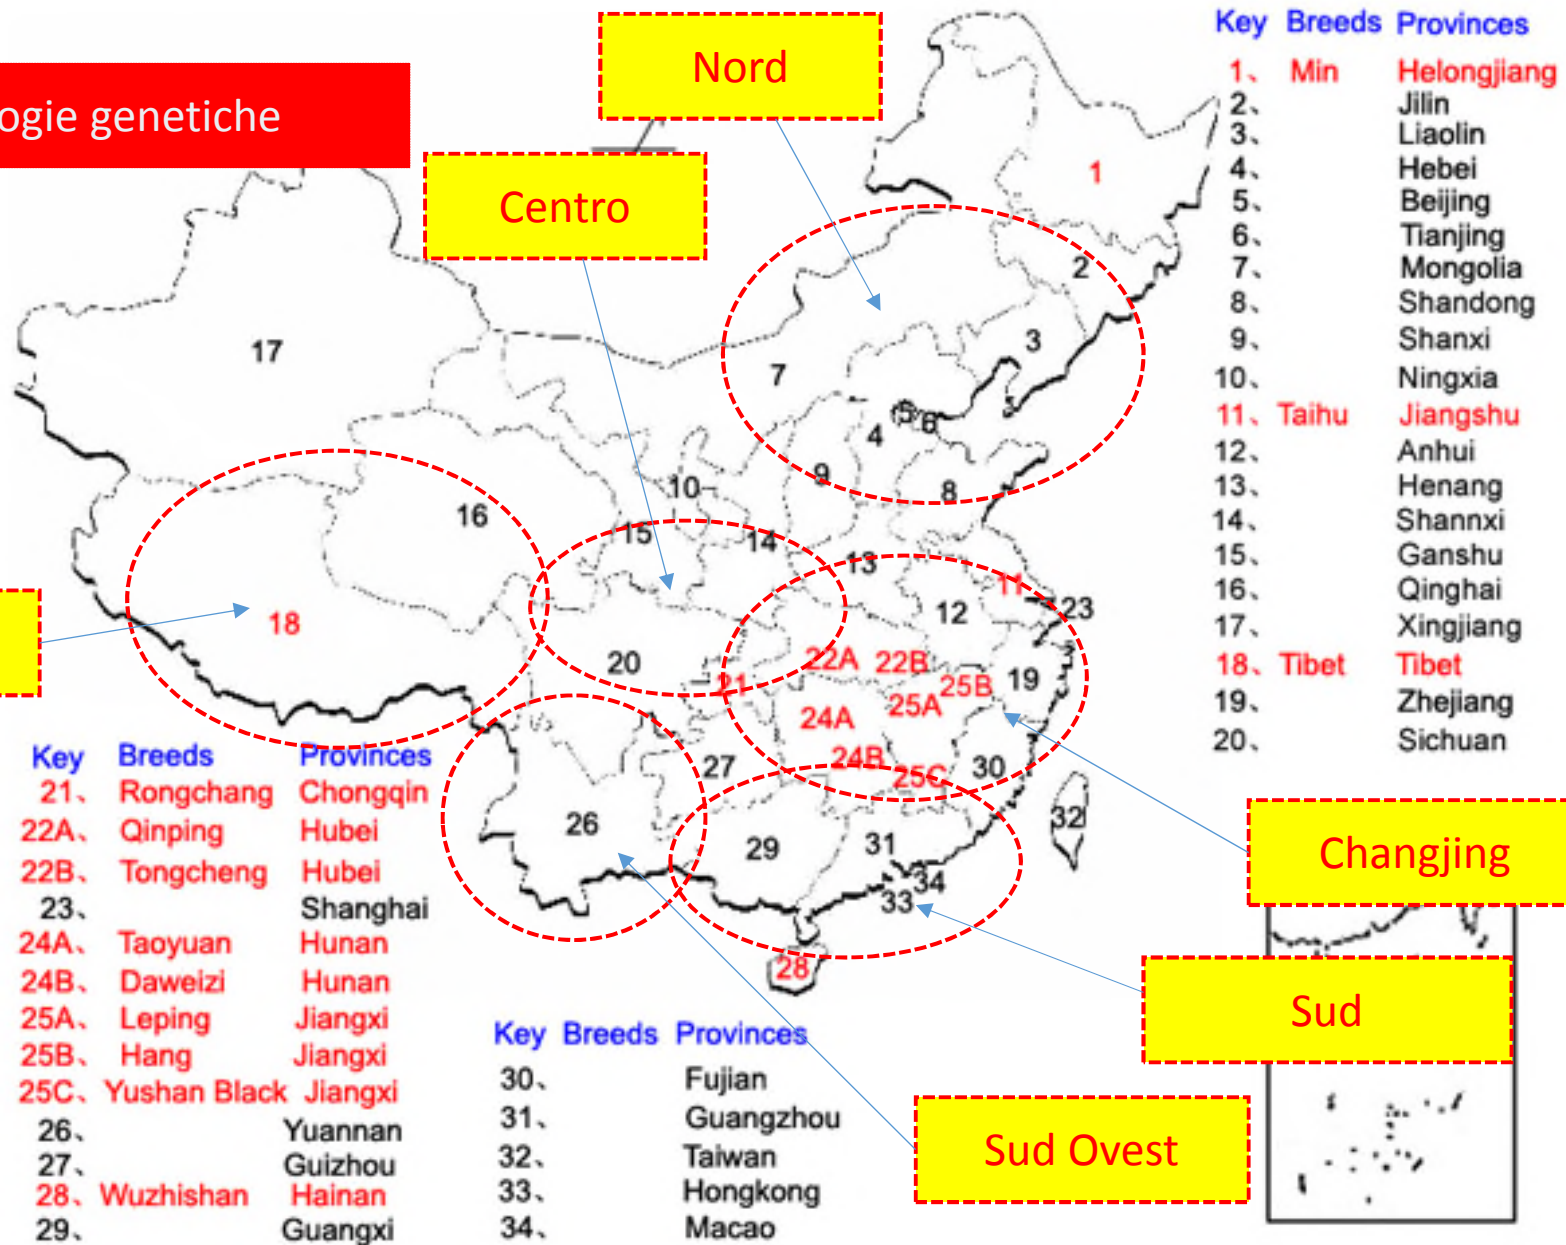 ogie genetiche
Nord
Centro
Changjing
Sud
Sud Ovest
Key Breeds Provinces
1、 Min Helongjiang
2、 Jilin
3、 Liaolin
4、 Hebei
5、 Beijing
6、 Tianjing
7、 Mongolia
8、 Shandong
9、 Shanxi
10、 Ningxia
11、 Taihu Jiangshu
12、 Anhui
13、 Henang
14、 Shannxi
15、 Ganshu
16、 Qinghai
17、 Xingjiang
18、 Tibet Tibet
19、 Zhejiang
20、 Sichuan
Key Breeds Provinces
21、 Rongchang Chongqin
22A、 Qinping Hubei
22B、 Tongcheng Hubei
23、 Shanghai
24A、 Taoyuan Hunan
24B、 Daweizi Hunan
25A、 Leping Jiangxi
25B、 Hang Jiangxi
25C、 Yushan Black Jiangxi
26、 Yuannan
27、 Guizhou
28、 Wuzhishan Hainan
29、 Guangxi
Key Breeds Provinces
30、 Fujian
31、 Guangzhou
32、 Taiwan
33、 Hongkong
34、 Macao
1
2
17
3
7
5
6
4
9
10
8
16
15
14
13
11
12
23
18
20
22A
22B
21
25B
19
25A
24A
24B
25C
30
27
26
29
31
32
34
33
28